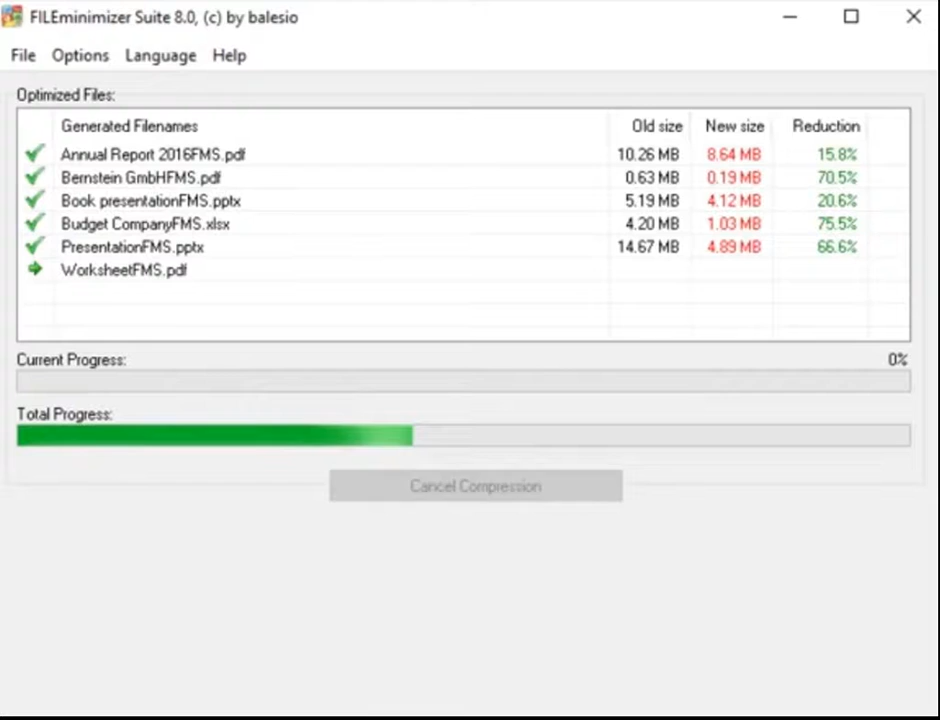 FILEminimizer Suite 8.0, (c) by balesio
File Options Language Help
Optimized Files:
Generated Filenames Old size New size Reduction
Annual Report 2016FMS.pdf 10.26 MB 8.64 MB 15.8%
Bernstein GmbHFMS.pdf 0.63 MB 0.19 MB 70.5%
Book presentationFMS.pptx 5.19 MB 4.12 MB 20.6%
Budget CompanyFMS.xlsx 4.20 MB 1.03 MB 75.5%
PresentationFMS.pptx 14.67 MB 4.89 MB 66.6%
WorksheetFMS.pdf
Current Progress: 0%
Total Progress:
Cancel Compression